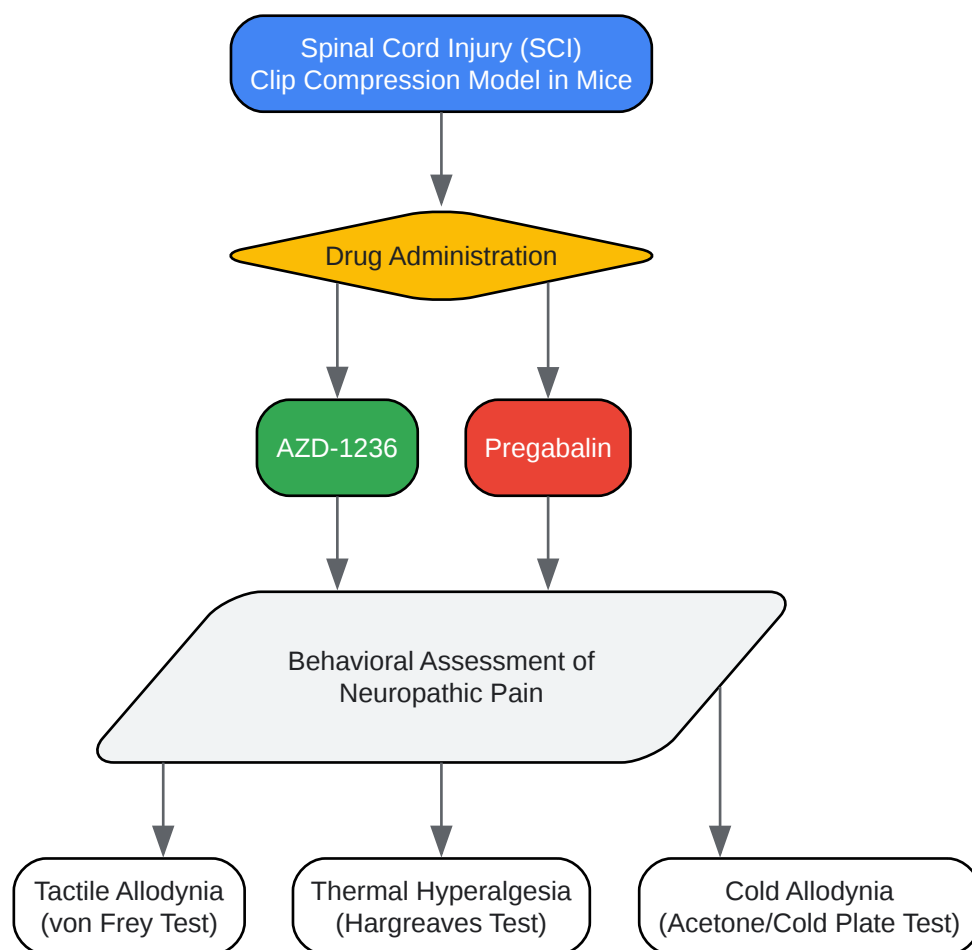 Spinal Cord Injury (SCI)
Clip Compression Model in Mice
Drug Administration
AZD-1236
Pregabalin
Behavioral Assessment of
Neuropathic Pain
Tactile Allodynia
(von Frey Test)
Thermal Hyperalgesia
(Hargreaves Test)
Cold Allodynia
(Acetone/Cold Plate Test)